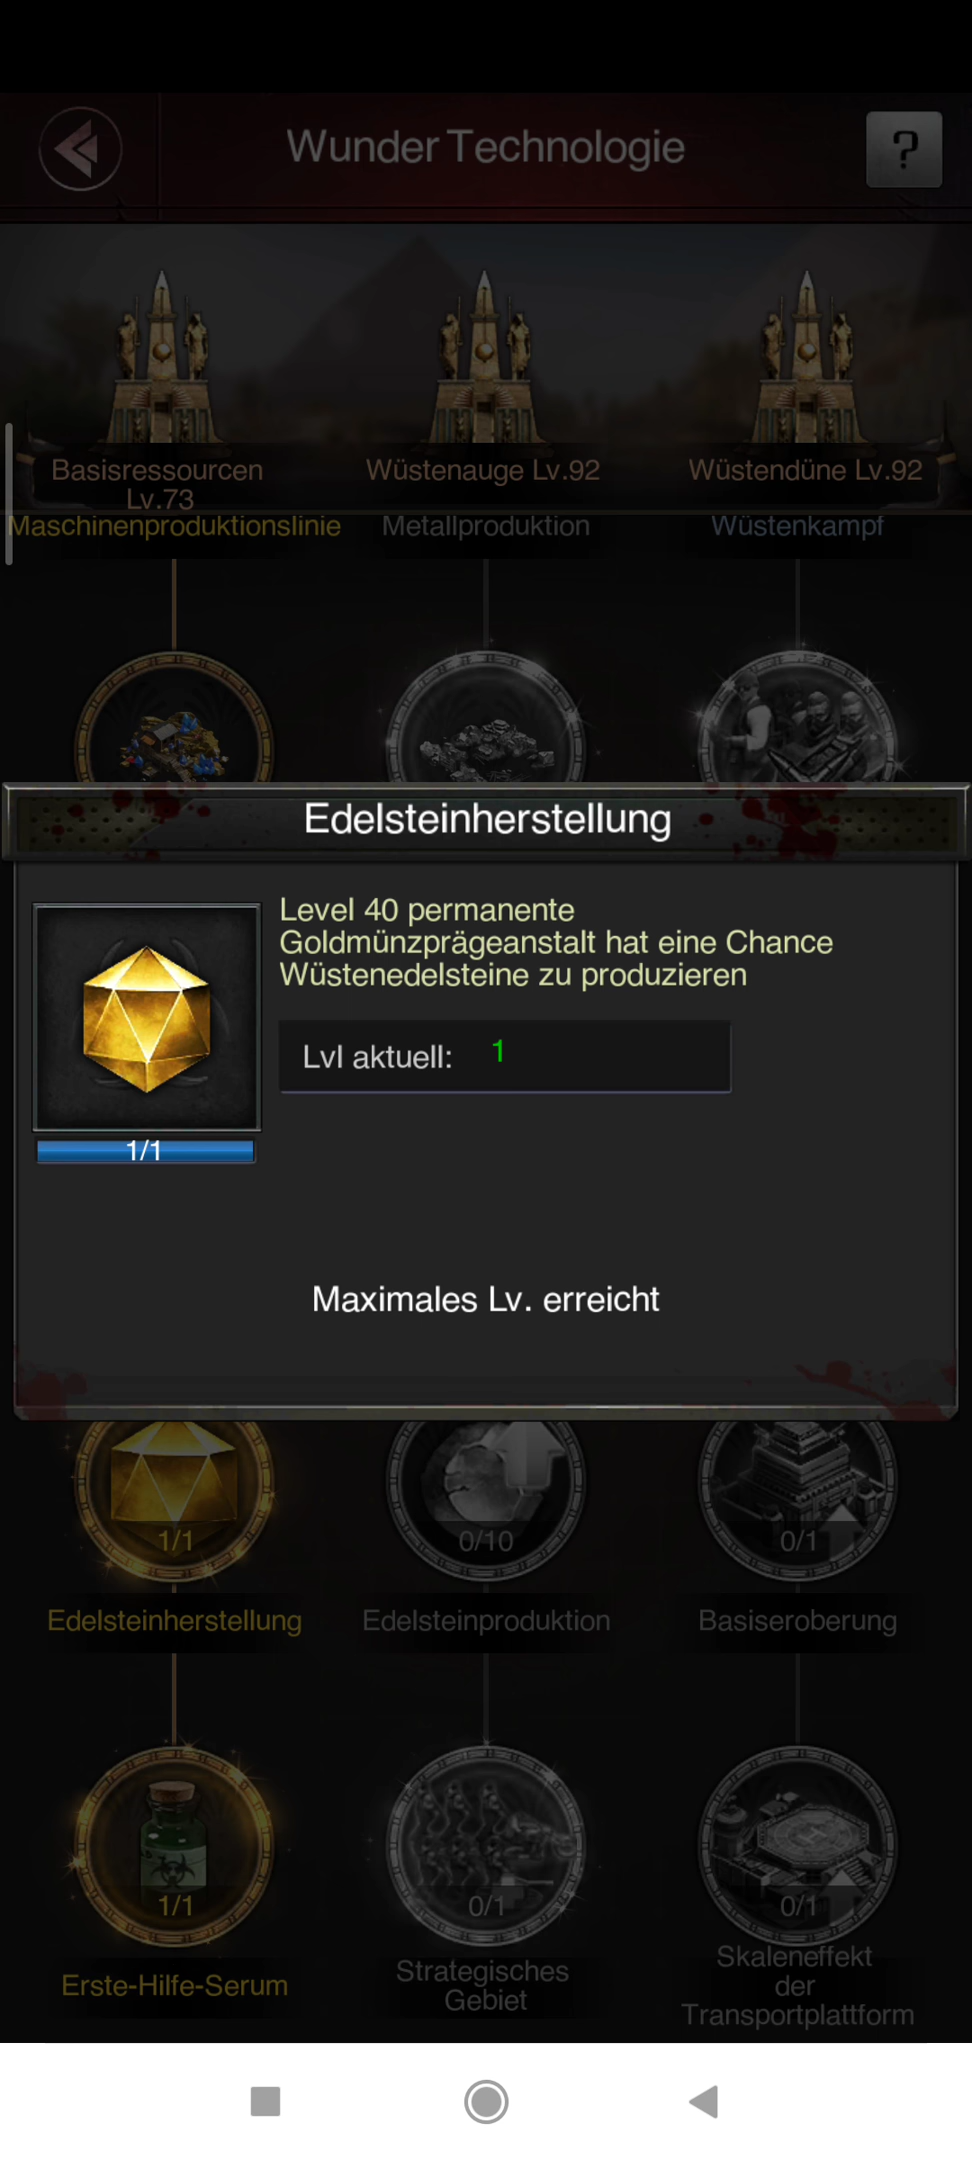 Wunder Technologie
?
Basisressourcen
Lv.73
Wüstenauge Lv.92
Wüstendüne Lv.92
Maschinenproduktionslinie
Metallproduktion
Wüstenkampf
Edelsteinherstellung
Level 40 permanente
Goldmünzprägeanstalt hat eine Chance
Wüstenedelsteine zu produzieren
Lvl aktuell: 1
1/1
Maximales Lv. erreicht
1/1
0/10
0/1
Edelsteinherstellung
Edelsteinproduktion
Basiseroberung
1/1
0/1
0/1
Erste-Hilfe-Serum
Strategisches
Gebiet
Skaleneffekt
der
Transportplattform